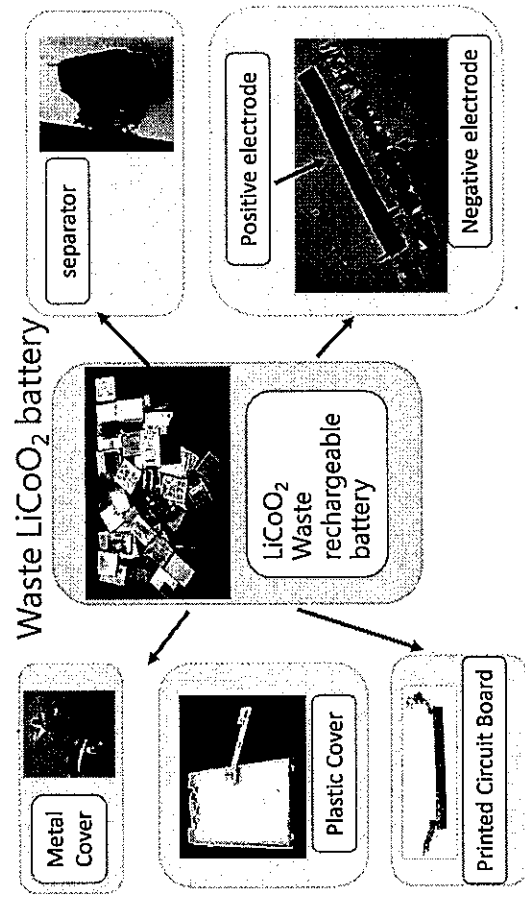 Waste LiCoO₂ battery
Metal
Cover
Plastic Cover
Printed Circuit Board
LiCoO₂
Waste
rechargeable
battery
separator
Positive electrode
Negative electrode